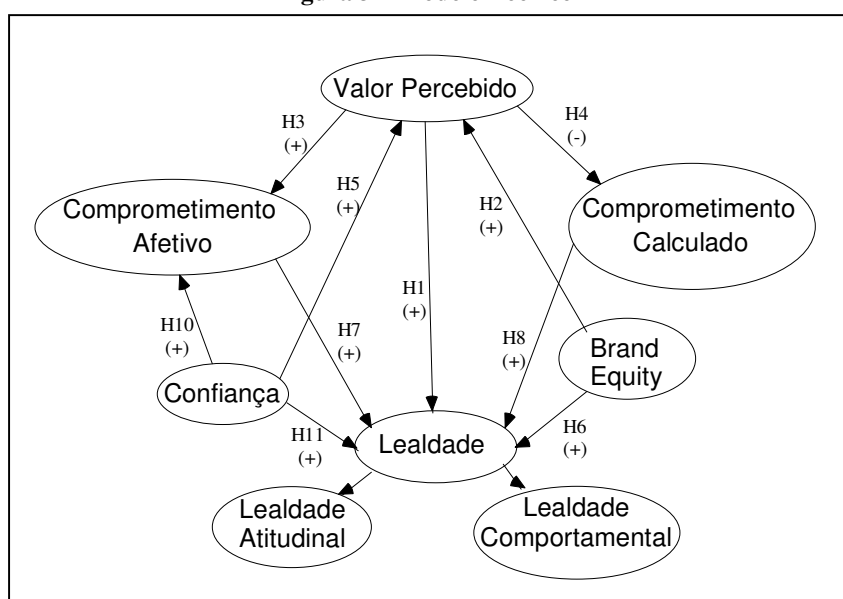 Valor Percebido
H3
(+)
H4
(-)
H5
(+)
H2
(+)
Comprometimento
Afetivo
Comprometimento
Calculado
H1
(+)
H10
(+)
H7
(+)
H8
(+)
Brand
Equity
Confiança
H11
(+)
Lealdade
H6
(+)
Lealdade
Atitudinal
Lealdade
Comportamental